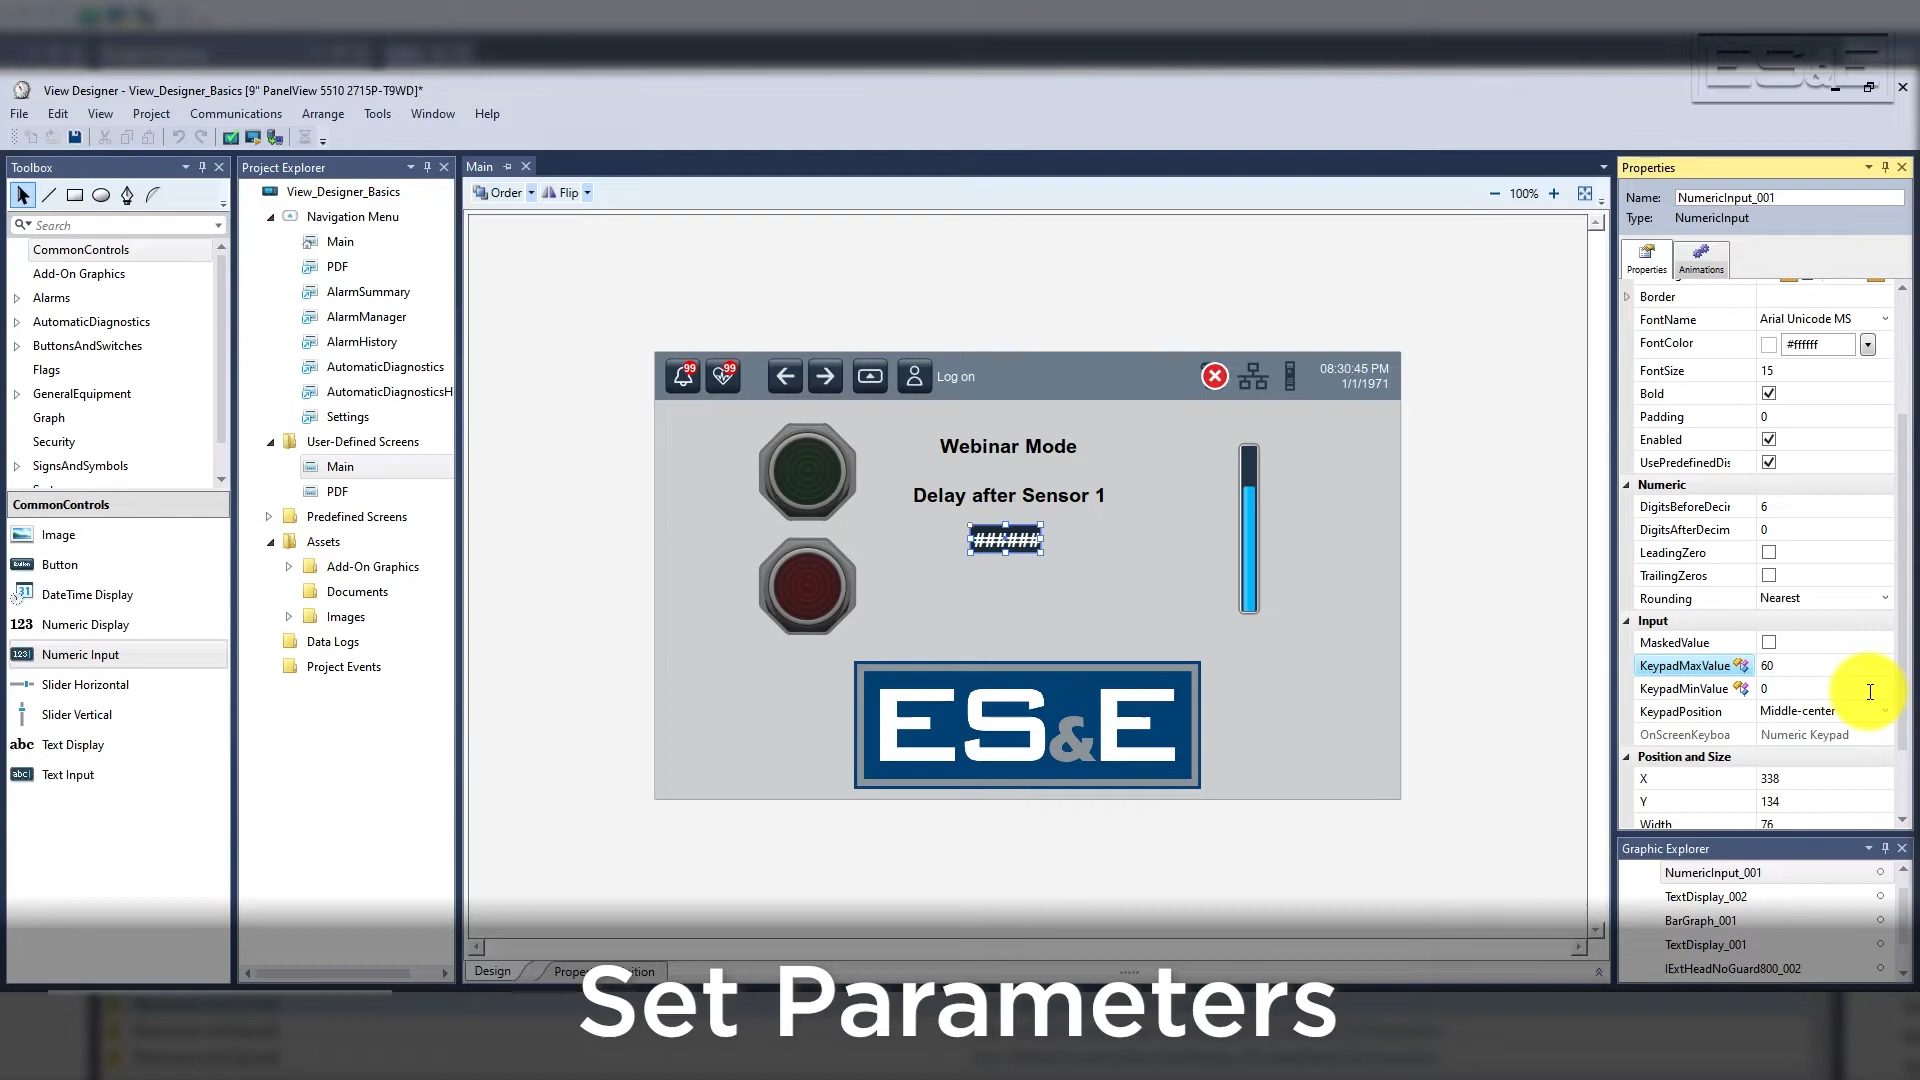 ES&E
View Designer - View_Designer_Basics [9" PanelView 5510 2715P-T9WD]*
File Edit View Project Communications Arrange Tools Window Help
Toolbox
Search
CommonControls
Add-On Graphics
Alarms
AutomaticDiagnostics
ButtonsAndSwitches
Flags
GeneralEquipment
Graph
Security
SignsAndSymbols
CommonControls
Image
Button
Button
31
DateTime Display
123 Numeric Display
123 Numeric Input
Slider Horizontal
Slider Vertical
abc Text Display
abc Text Input
Project Explorer
View_Designer_Basics
Navigation Menu
Main
PDF
AlarmSummary
AlarmManager
AlarmHistory
AutomaticDiagnostics
AutomaticDiagnosticsH
Settings
User-Defined Screens
Main
PDF
Predefined Screens
Assets
Add-On Graphics
Documents
Images
Data Logs
Project Events
Main
Order Flip
100%
99 99
Log on
08:30:45 PM
1/1/1971
Webinar Mode
Delay after Sensor 1
######
ES&E
Design
Properties
Name: NumericInput_001
Type: NumericInput
Properties Animations
Border
FontName Arial Unicode MS
FontColor #ffffff
FontSize 15
Bold
Padding 0
Enabled
UsePredefinedDis
Numeric
DigitsBeforeDecir 6
DigitsAfterDecim 0
LeadingZero
TrailingZeros
Rounding Nearest
Input
MaskedValue
KeypadMaxValue 60
KeypadMinValue 0
KeypadPosition Middle-center
OnScreenKeyboa Numeric Keypad
Position and Size
X 338
Y 134
Width 76
Graphic Explorer
NumericInput_001
TextDisplay_002
BarGraph_001
TextDisplay_001
IExtHeadNoGuard800_002
Set Parameters